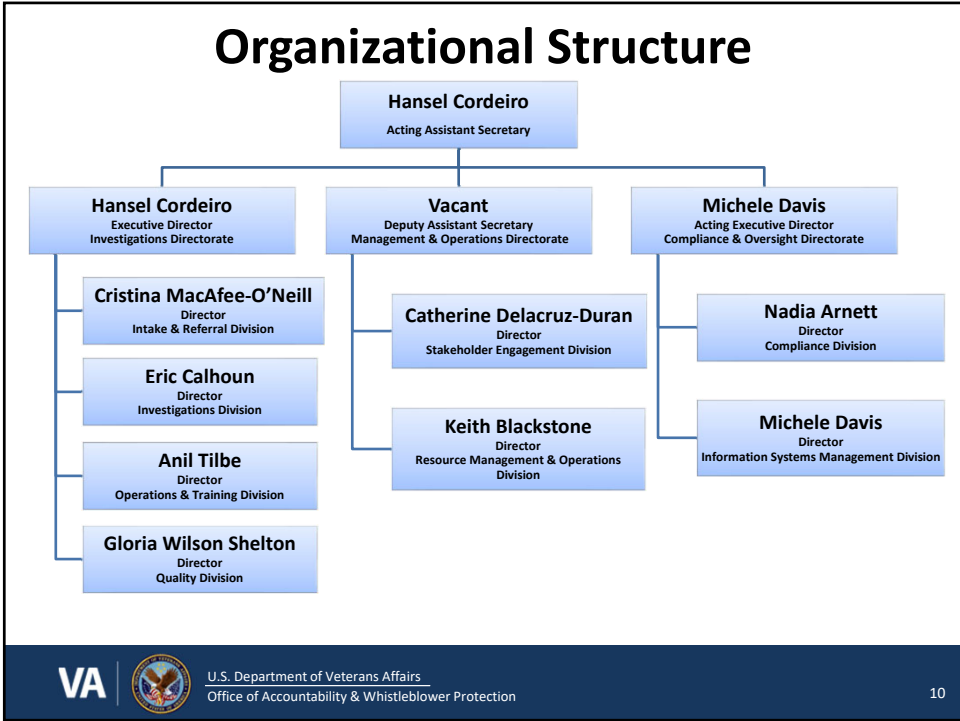 Organizational Structure
Hansel Cordeiro
Acting Assistant Secretary
Hansel Cordeiro
Executive Director
Investigations Directorate
Vacant
Deputy Assistant Secretary
Management & Operations Directorate
Michele Davis
Acting Executive Director
Compliance & Oversight Directorate
Cristina MacAfee-O’Neill
Director
Intake & Referral Division
Eric Calhoun
Director
Investigations Division
Anil Tilbe
Director
Operations & Training Division
Gloria Wilson Shelton
Director
Quality Division
Catherine Delacruz-Duran
Director
Stakeholder Engagement Division
Keith Blackstone
Director
Resource Management & Operations
Division
Nadia Arnett
Director
Compliance Division
Michele Davis
Director
Information Systems Management Division
VA
U.S. Department of Veterans Affairs
Office of Accountability & Whistleblower Protection
10